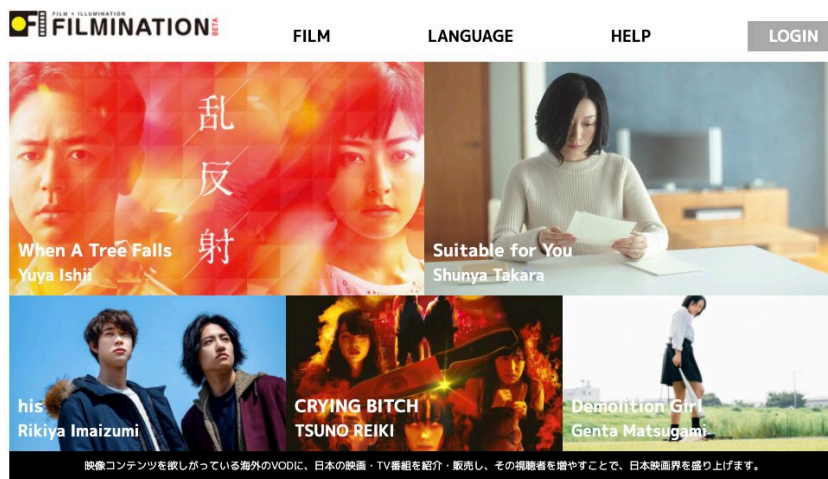 FILM + ILLUMINATION
FILMINATION
BETA
FILM
LANGUAGE
HELP
LOGIN
乱反射
When A Tree Falls
Yuya Ishii
Suitable for You
Shunya Takara
his
Rikiya Imaizumi
CRYING BITCH
TSUNO REIKI
Demolition Girl
Genta Matsugami
映像コンテンツを欲しがっている海外のVODに、日本の映画・TV番組を紹介・販売し、その視聴者を増やすことで、日本映画界を盛り上げます。